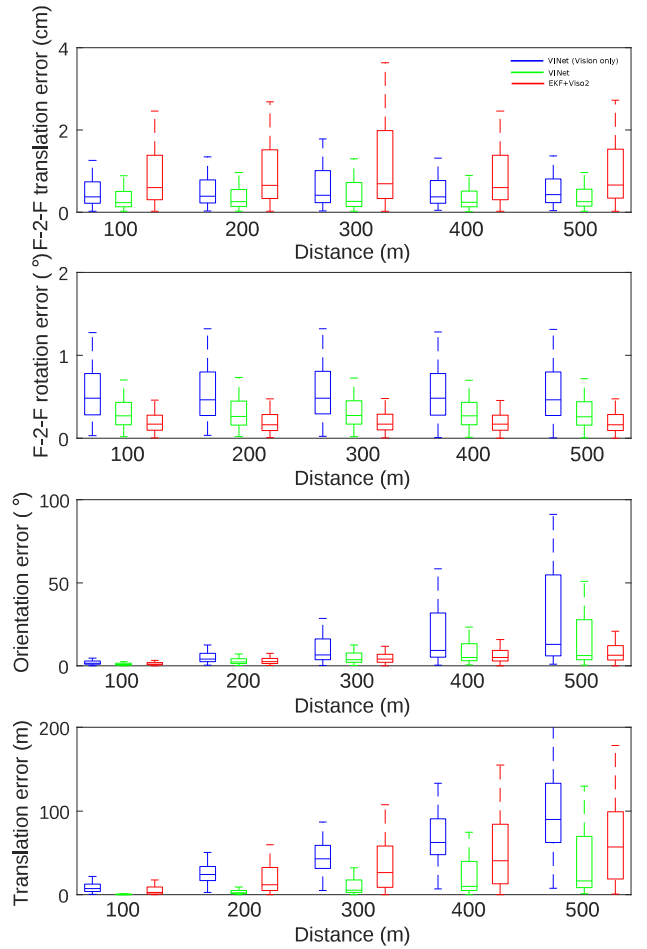 F-2-F translation error (cm)
4
2
0
VINet (Vision only)
VINet
EKF+Viso2
100 200 300 400 500
Distance (m)
F-2-F rotation error (°)
2
1
0
100 200 300 400 500
Distance (m)
Orientation error (°)
100
50
0
100 200 300 400 500
Distance (m)
Translation error (m)
200
100
0
100 200 300 400 500
Distance (m)